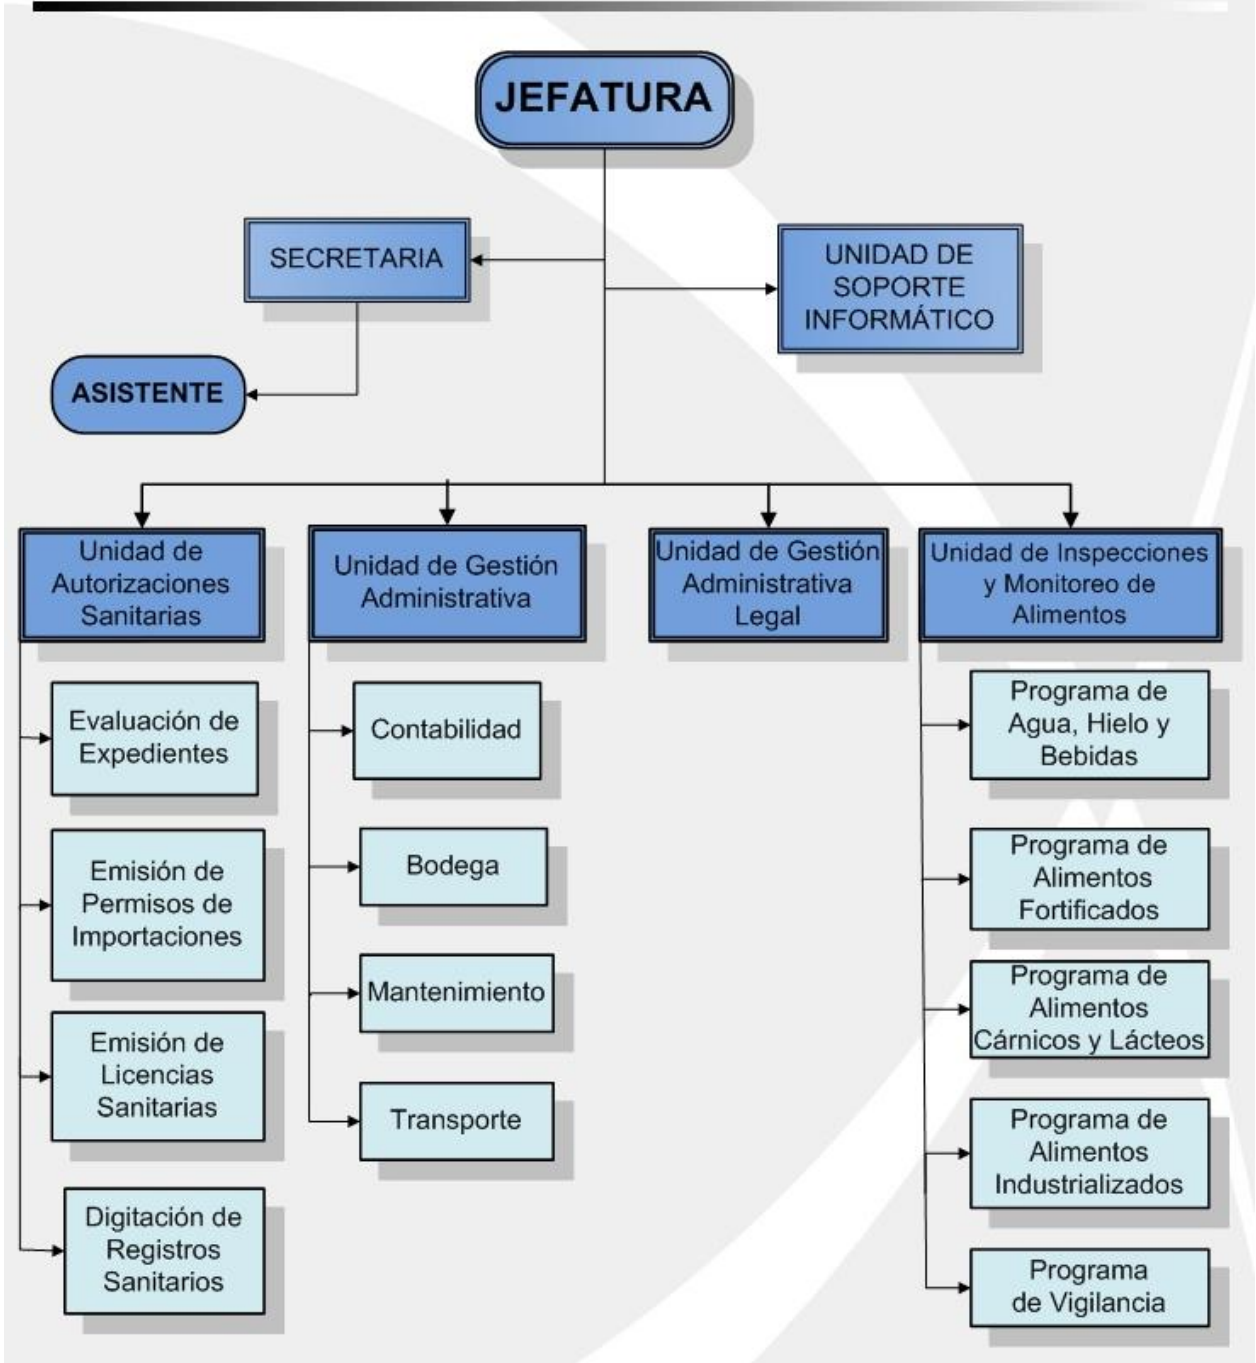 JEFATURA
SECRETARIA
UNIDAD DE
SOPORTE
INFORMÁTICO
ASISTENTE
Unidad de
Autorizaciones
Sanitarias
Unidad de Gestión
Administrativa
Unidad de Gestión
Administrativa
Legal
Unidad de Inspecciones
y Monitoreo de
Alimentos
Evaluación de
Expedientes
Emisión de
Permisos de
Importaciones
Emisión de
Licencias
Sanitarias
Digitación de
Registros
Sanitarios
Contabilidad
Bodega
Mantenimiento
Transporte
Programa de
Agua, Hielo y
Bebidas
Programa de
Alimentos
Fortificados
Programa de
Alimentos
Cárnicos y Lácteos
Programa de
Alimentos
Industrializados
Programa
de Vigilancia